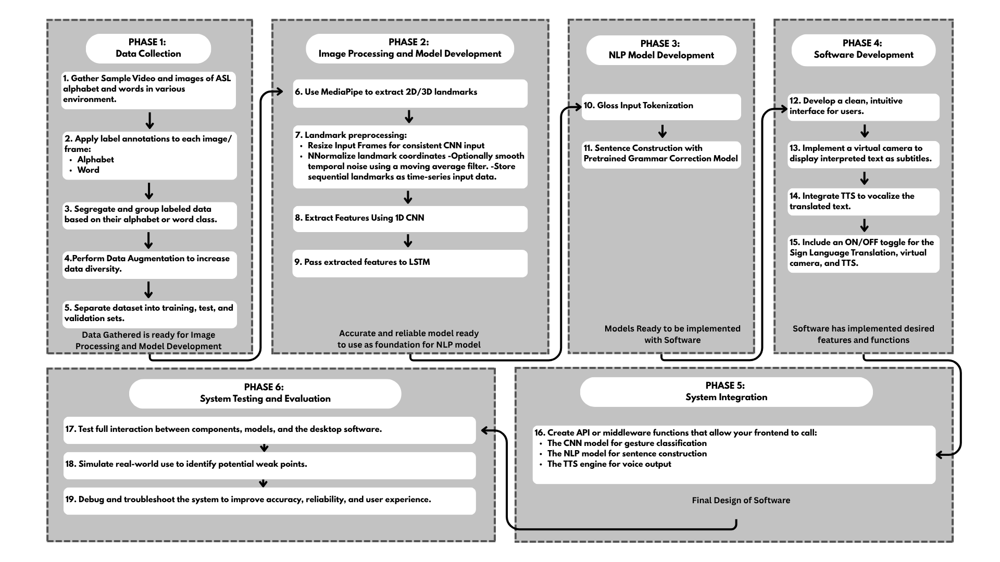 PHASE 1:
Data Collection
1. Gather Sample Video and images of ASL
alphabet and words in various
environment.
2. Apply label annotations to each image/
frame:
• Alphabet
• Word
3. Segregate and group labeled data
based on their alphabet or word class.
4.Perform Data Augmentation to increase
data diversity.
5. Separate dataset into training, test, and
validation sets.
Data Gathered is ready for Image
Processing and Model Development
PHASE 2:
Image Processing and Model Development
6. Use MediaPipe to extract 2D/3D landmarks
7. Landmark preprocessing:
• Resize Input Frames for consistent CNN input
• NNormalize landmark coordinates -Optionally smooth
temporal noise using a moving average filter. -Store
sequential landmarks as time-series input data.
8. Extract Features Using 1D CNN
9. Pass extracted features to LSTM
Accurate and reliable model ready
to use as foundation for NLP model
PHASE 3:
NLP Model Development
10. Gloss Input Tokenization
11. Sentence Construction with
Pretrained Grammar Correction Model
Models Ready to be implemented
with Software
PHASE 4:
Software Development
12. Develop a clean, intuitive
interface for users.
13. Implement a virtual camera to
display interpreted text as subtitles.
14. Integrate TTS to vocalize the
translated text.
15. Include an ON/OFF toggle for the
Sign Language Translation, virtual
camera, and TTS.
Software has implemented desired
features and functions
PHASE 5:
System Integration
16. Create API or middleware functions that allow your frontend to call:
• The CNN model for gesture classification
• The NLP model for sentence construction
• The TTS engine for voice output
Final Design of Software
PHASE 6:
System Testing and Evaluation
17. Test full interaction between components, models, and the desktop software.
18. Simulate real-world use to identify potential weak points.
19. Debug and troubleshoot the system to improve accuracy, reliability, and user experience.